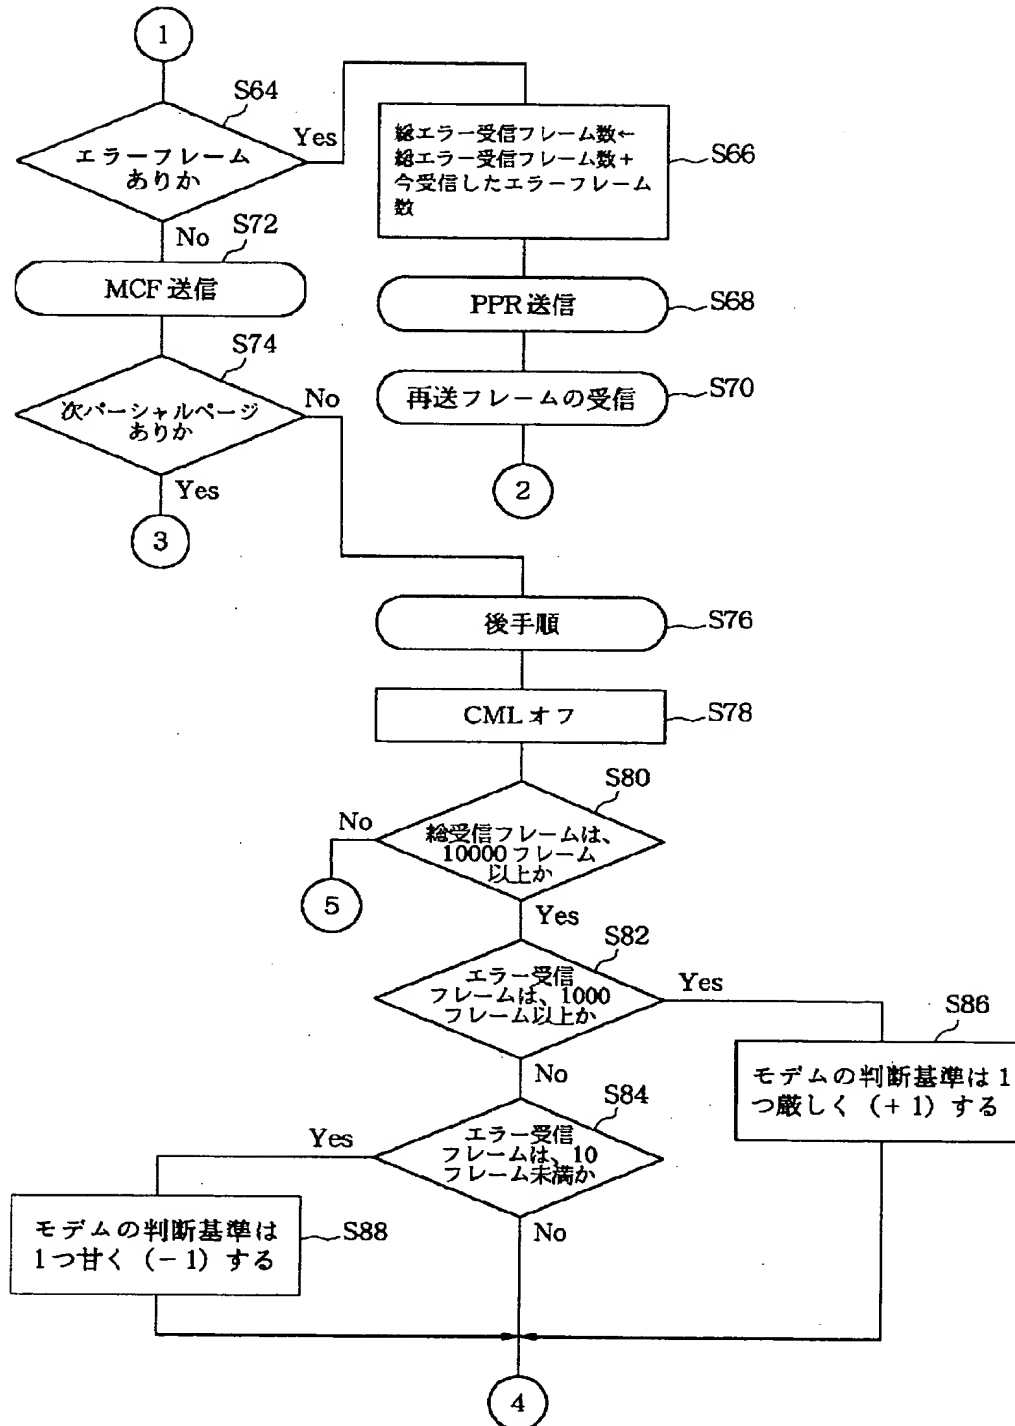 1
S64
エラーフレーム
ありか
Yes
No
総エラー受信フレーム数←
総エラー受信フレーム数+
今受信したエラーフレーム
数
S66
S72
MCF送信
PPR送信
S68
S74
次パーシャルページ
ありか
No
Yes
再送フレームの受信
S70
2
3
後手順
S76
CMLオフ
S78
S80
総受信フレームは、
10000フレーム
以上か
No
5
Yes
S82
エラー受信
フレームは、1000
フレーム以上か
Yes
No
S86
モデムの判断基準は1
つ厳しく(+1)する
S84
エラー受信
フレームは、10
フレーム未満か
Yes
No
モデムの判断基準は
1つ甘く(-1)する
S88
4